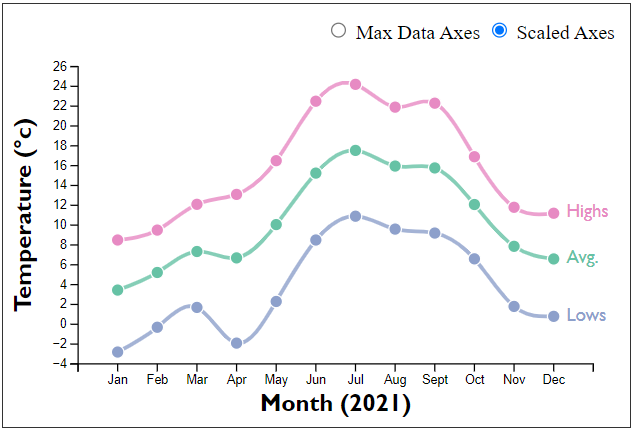 Max Data Axes Scaled Axes
26
24
22
20
18
16
14
12
10
8
6
4
2
0
−2
−4
Temperature (°c)
Highs
Avg.
Lows
Jan Feb Mar Apr May Jun Jul Aug Sept Oct Nov Dec
Month (2021)